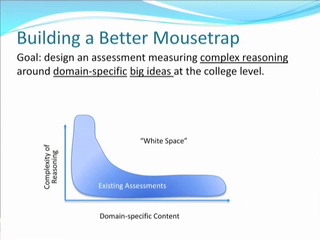 Building a Better Mousetrap
Goal: design an assessment measuring complex reasoning
around domain-specific big ideas at the college level.
"White Space"
Complexity of
Reasoning
Existing Assessments
Domain-specific Content